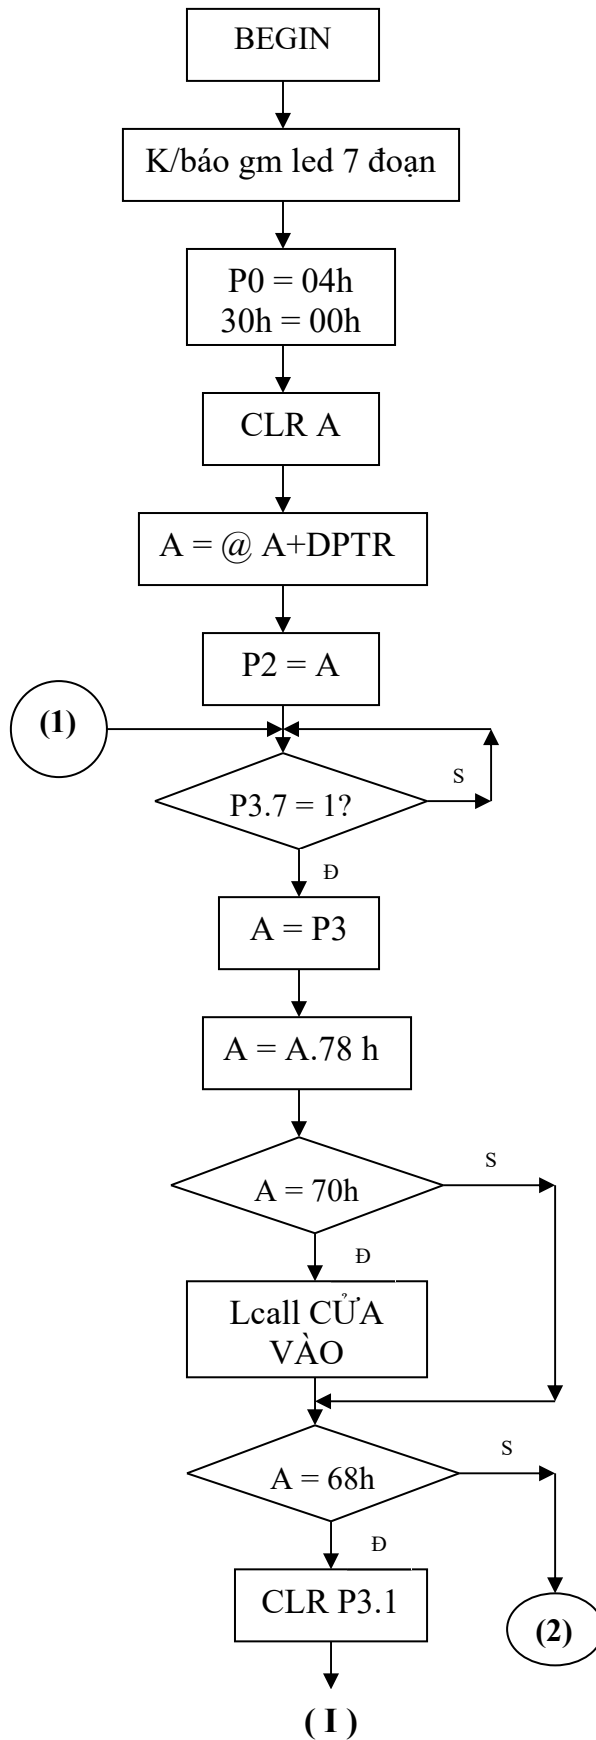 BEGIN
K/báo gm led 7 đoạn
P0 = 04h
30h = 00h
CLR A
A = @ A+DPTR
P2 = A
(1)
S
P3.7 = 1?
Đ
A = P3
A = A.78 h
S
A = 70h
Đ
Lcall CỬA
VÀO
S
A = 68h
Đ
CLR P3.1
(2)
( I )